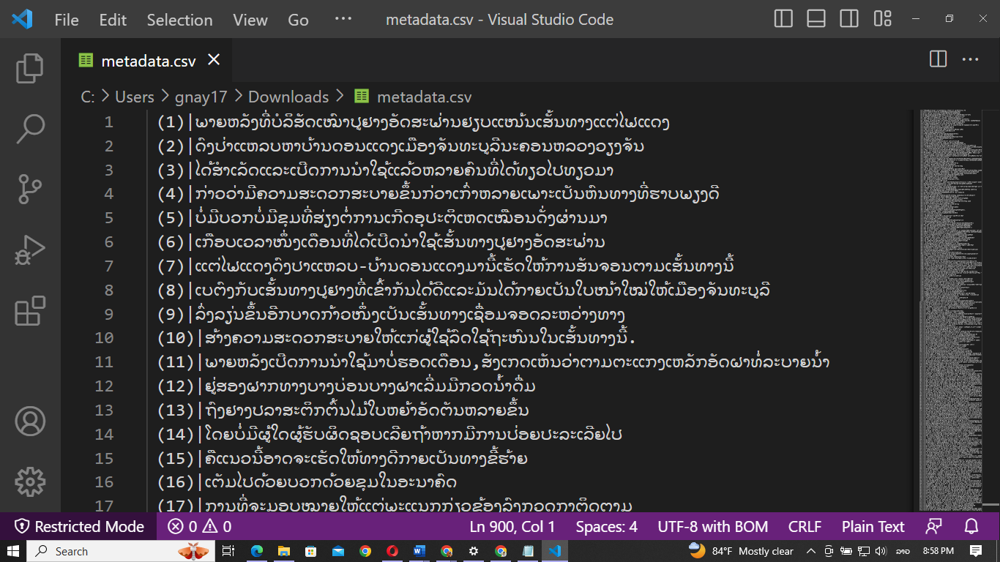 File Edit Selection View Go ··· metadata.csv - Visual Studio Code
metadata.csv
C: > Users > gnay17 > Downloads > metadata.csv
1 (1)|ພາຍຫລັງທີ່ບໍລິສັດເໝົາປູຢາງອັດສະຟານຢຽບແໜ້ນເສັ້ນທາງແຕ່ໄຟແດງ
2 (2)|ດົງປ່າແຫລບຫາບ້ານດອນແດງເມືອງຈັນທະບູລີນະຄອນຫລວງວຽງຈັນ
3 (3)|ໄດ້ສຳເລັດແລະເປີດການນຳໃຊ້ແລ້ວຫລາຍຄົນທີ່ໄດ້ທຽວໄປທຽວມາ
4 (4)|ກ່າວວ່າມີຄວາມສະດວກສະບາຍຂຶ້ນກ່ວາເກົ່າຫລາຍເພາະເປັນຫົນທາງທີ່ຮາບພຽງດີ
5 (5)|ບໍ່ມີບວກບໍ່ມີຂຸມທີ່ສ່ຽງຕໍ່ການເກີດອຸປະຕິເຫດເໝືອນດັ່ງຜ່ານມາ
6 (6)|ເກືອບເວລາໜຶ່ງເດືອນທີ່ໄດ້ເປີດນຳໃຊ້ເສັ້ນທາງປູຢາງອັດສະຟານ
7 (7)|ແຕ່ໄຟແດງດົງປາແຫລບ-ບ້ານດອນແດງມານີ້ເຮັດໃຫ້ການສັນຈອນຕາມເສັ້ນທາງນີ້
8 (8)|ເບຕົງກັບເສັ້ນທາງປູຢາງທີ່ເຂົ້າກັນໄດ້ດີແລະມັນໄດ້ກາຍເປັນໃບໜ້າໃໝ່ໃຫ້ເມືອງຈັນທະບູລີ
9 (9)|ລົ່ງລຽ່ນຂຶ້ນອີກບາດກ້າວໜຶ່ງເປັນເສັ້ນທາງເຊື່ອມຈອດລະຫວ່າງທາງ
10 (10)|ສ້າງຄວາມສະດວກສະບາຍໃຫ້ແກ່ຜູ້ໃຊ້ລົດໃຊ້ຖະໜົນໃນເສັ້ນທາງນີ້.
11 (11)|ພາຍຫລັງເປີດການນຳໃຊ້ມາບໍ່ຮອດເດືອນ,ສັງເກດເຫັນວ່າຕາມຕະແກງເຫລັກອັດຝາທໍ່ລະບາຍນ້ຳ
12 (12)|ຢູ່ສອງຝາກທາງບາງບ່ອນບາງຝາເລີ່ມມີກວດນ້ຳດື່ມ
13 (13)|ຖົງຢາງປລາສະຕິກຕົ້ນໄມ້ໃບຫຍ້າອັດຕັນຫລາຍຂຶ້ນ
14 (14)|ໂດຍບໍ່ມີຜູ້ໃດຜູ້ຮັບຜິດຊອບເລີຍຖ້າຫາກມີການປ່ອຍປະລະເລີຍໄປ
15 (15)|ຄືແນວນີ້ອາດຈະເຮັດໃຫ້ທາງດີກາຍເປັນທາງຂີ້ຮ້າຍ
16 (16)|ເຕັມໄປດ້ວຍບວກດ້ວຍຂຸມໃນອະນາຄົດ
17 (17)|ການທີ່ຈະມອບໝາຍໃຫ້ແຕ່ພະແນກກ່ຽວຂ້ອງລົງກວດກາຕິດຕາມ
Restricted Mode 0 0 Ln 900, Col 1 Spaces: 4 UTF-8 with BOM CRLF Plain Text
Search 84°F Mostly clear ລາວ 8:58 PM